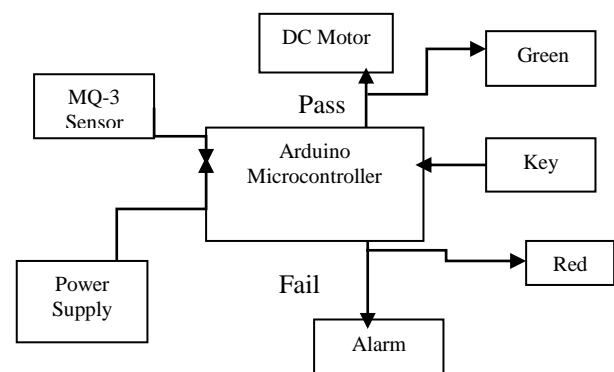 DC Motor
Green
MQ-3
Sensor
Pass
Arduino
Microcontroller
Key
Power
Supply
Fail
Red
Alarm